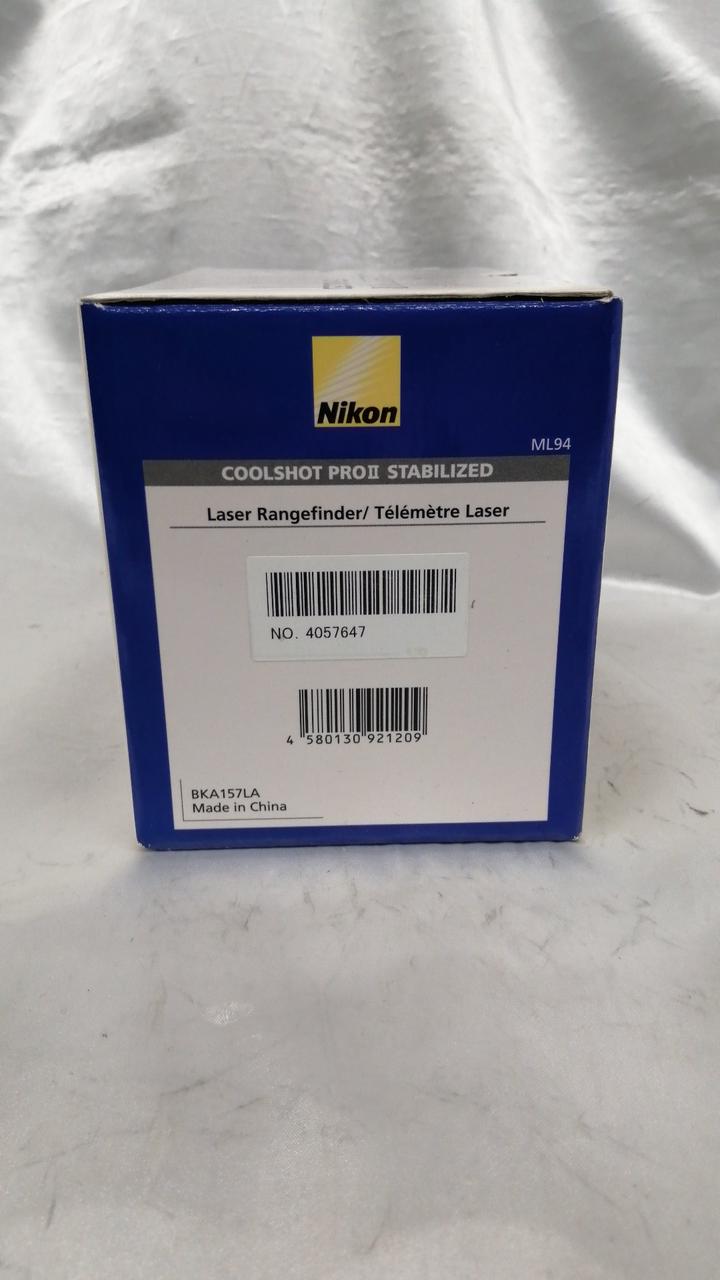 Nikon
ML94
COOLSHOT PROⅡ STABILIZED
Laser Rangefinder/ Télémètre Laser
NO. 4057647
4 580130 921209
BKA157LA
Made in China